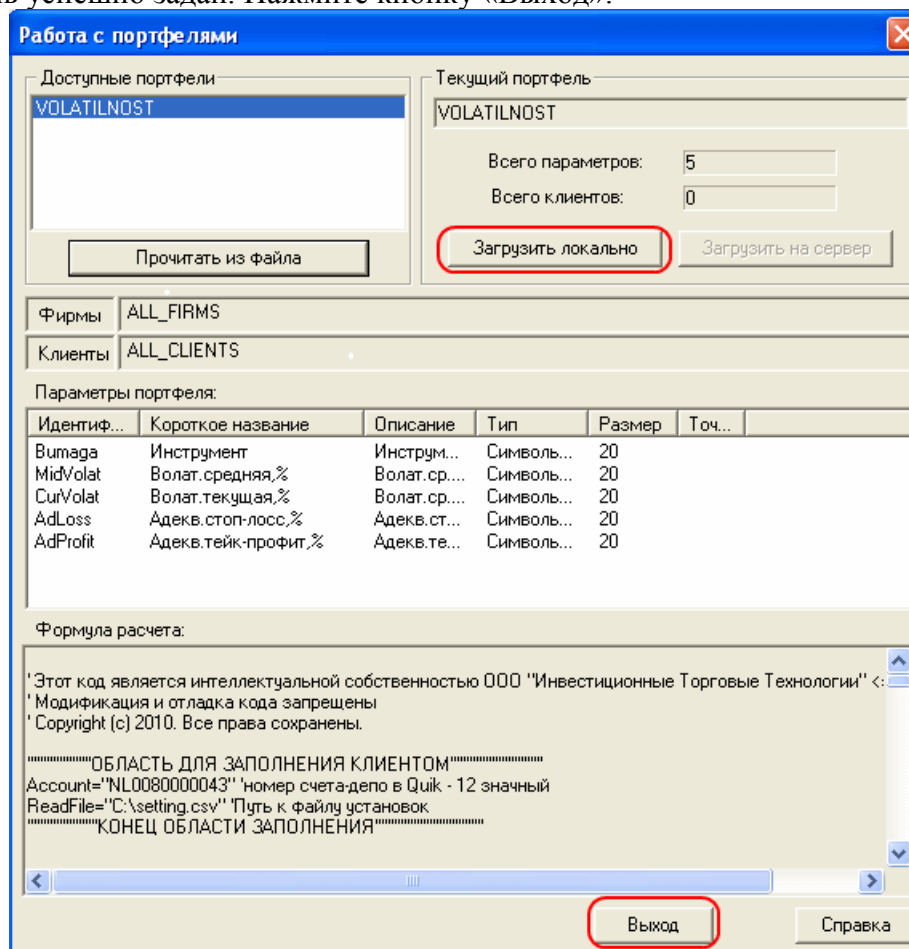 успешно задан. Нажмите кнопку «Выход».
Работа с портфелями
Доступные портфели
VOLATILNOST
Прочитать из файла
Текущий портфель
VOLATILNOST
Всего параметров: 5
Всего клиентов: 0
Загрузить локально Загрузить на сервер
Фирмы ALL_FIRMS
Клиенты ALL_CLIENTS
Параметры портфеля:
Идентиф... Короткое название Описание Тип Размер Точ...
Bumaga Инструмент Инструм... Символь... 20
MidVolat Волат.средняя,% Волат.ср.... Символь... 20
CurVolat Волат.текущая,% Волат.ср.... Символь... 20
AdLoss Адекв.стоп-лосс,% Адекв.ст... Символь... 20
AdProfit Адекв.тейк-профит,% Адекв.те... Символь... 20
Формула расчета:
' Этот код является интеллектуальной собственностью ООО "Инвестиционные Торговые Технологии" <
' Модификация и отладка кода запрещены
' Copyright (c) 2010. Все права сохранены.
''''''''''''''''''''ОБЛАСТЬ ДЛЯ ЗАПОЛНЕНИЯ КЛИЕНТОМ''''''''''''''''''''''''''''
Account="NL0080000043" 'номер счета-депо в Quik - 12 значный
ReadFile="C:\setting.csv" 'Путь к файлу установок
''''''''''''''''''''''КОНЕЦ ОБЛАСТИ ЗАПОЛНЕНИЯ''''''''''''''''''''''''''''''''''
Выход Справка